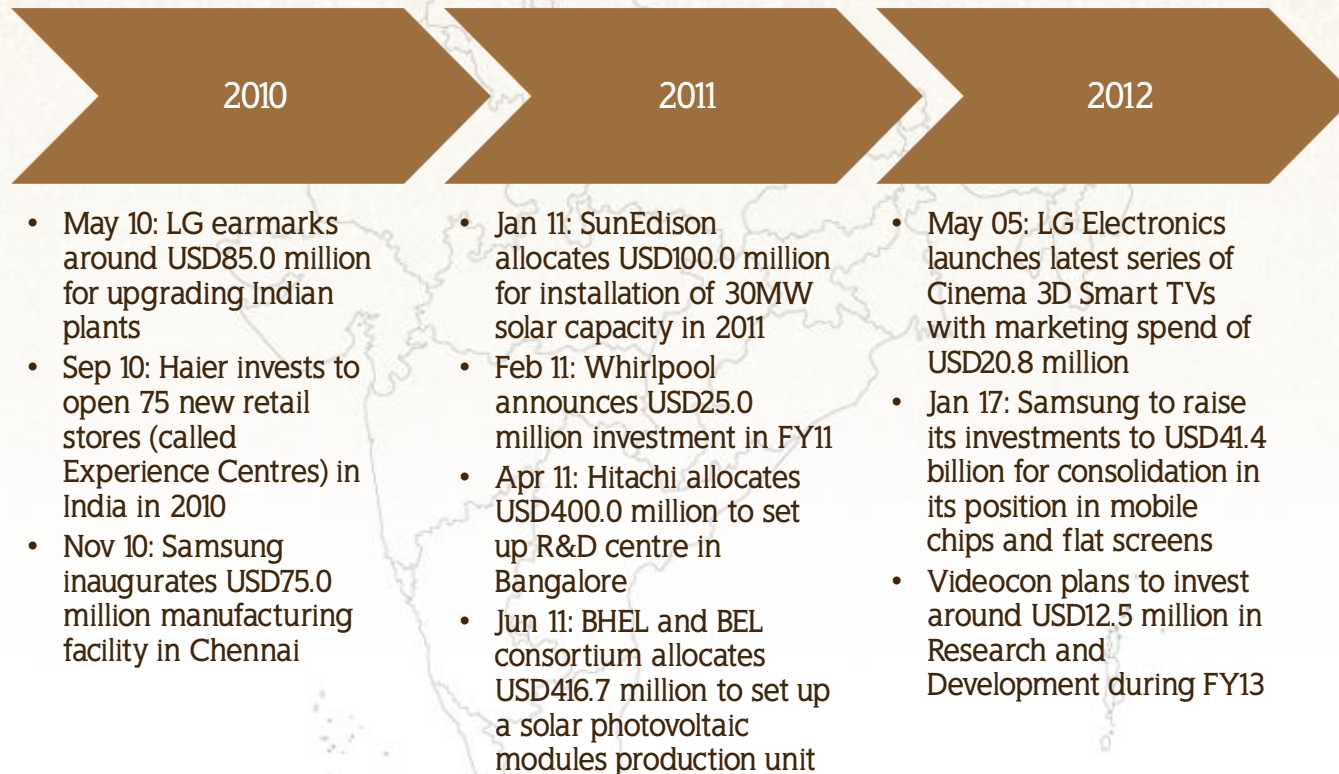 2010
2011
2012
• May 10: LG earmarks
around USD85.0 million
for upgrading Indian
plants
• Sep 10: Haier invests to
open 75 new retail
stores (called
Experience Centres) in
India in 2010
• Nov 10: Samsung
inaugurates USD75.0
million manufacturing
facility in Chennai
• Jan 11: SunEdison
allocates USD100.0 million
for installation of 30MW
solar capacity in 2011
• Feb 11: Whirlpool
announces USD25.0
million investment in FY11
• Apr 11: Hitachi allocates
USD400.0 million to set
up R&D centre in
Bangalore
• Jun 11: BHEL and BEL
consortium allocates
USD416.7 million to set up
a solar photovoltaic
modules production unit
• May 05: LG Electronics
launches latest series of
Cinema 3D Smart TVs
with marketing spend of
USD20.8 million
• Jan 17: Samsung to raise
its investments to USD41.4
billion for consolidation in
its position in mobile
chips and flat screens
• Videocon plans to invest
around USD12.5 million in
Research and
Development during FY13